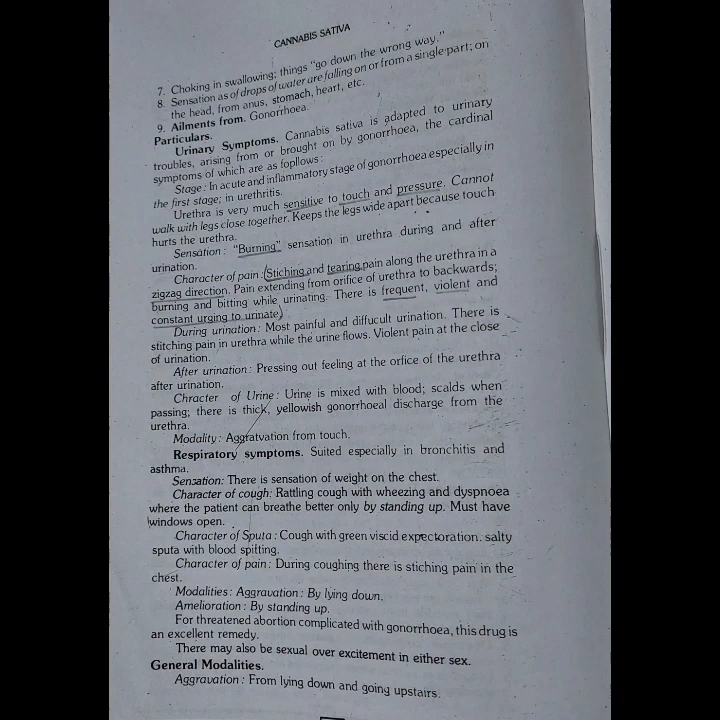 CANNABIS SATIVA
7. Choking in swallowing; things "go down the wrong way."
8. Sensation as of drops of water are falling on or from a single part; on
the head, from anus, stomach, heart, etc.
9. Ailments from. Gonorrhoea.
Particulars.
Urinary Symptoms. Cannabis sativa is adapted to urinary
troubles, arising from or brought on by gonorrhoea, the cardinal
symptoms of which are as fopllows :
Stage : In acute and inflammatory stage of gonorrhoea especially in
the first stage; in urethritis.
Urethra is very much sensitive to touch and pressure. Cannot
walk with legs close together. Keeps the legs wide apart because touch
hurts the urethra.
Sensation : "Burning" sensation in urethra during and after
urination.
Character of pain : (Stiching and tearing pain along the urethra in a
zigzag direction. Pain extending from orifice of urethra to backwards;
burning and bitting while urinating. There is frequent, violent and
constant urging to urinate)
During urination : Most painful and diffucult urination. There is
stitching pain in urethra while the urine flows. Violent pain at the close
of urination.
After urination : Pressing out feeling at the orfice of the urethra
after urination.
Chracter of Urine : Urine is mixed with blood; scalds when
passing; there is thick, yellowish gonorrhoeal discharge from the
urethra.
Modality : Aggratvation from touch.
Respiratory symptoms. Suited especially in bronchitis and
asthma.
Sensation: There is sensation of weight on the chest.
Character of cough: Rattling cough with wheezing and dyspnoea
where the patient can breathe better only by standing up. Must have
windows open.
Character of Sputa : Cough with green viscid expectoration. salty
sputa with blood spitting.
Character of pain : During coughing there is stiching pain in the
chest.
Modalities : Aggravation : By lying down.
Amelioration : By standing up.
For threatened abortion complicated with gonorrhoea, this drug is
an excellent remedy.
There may also be sexual over excitement in either sex.
General Modalities.
Aggravation : From lying down and going upstairs.